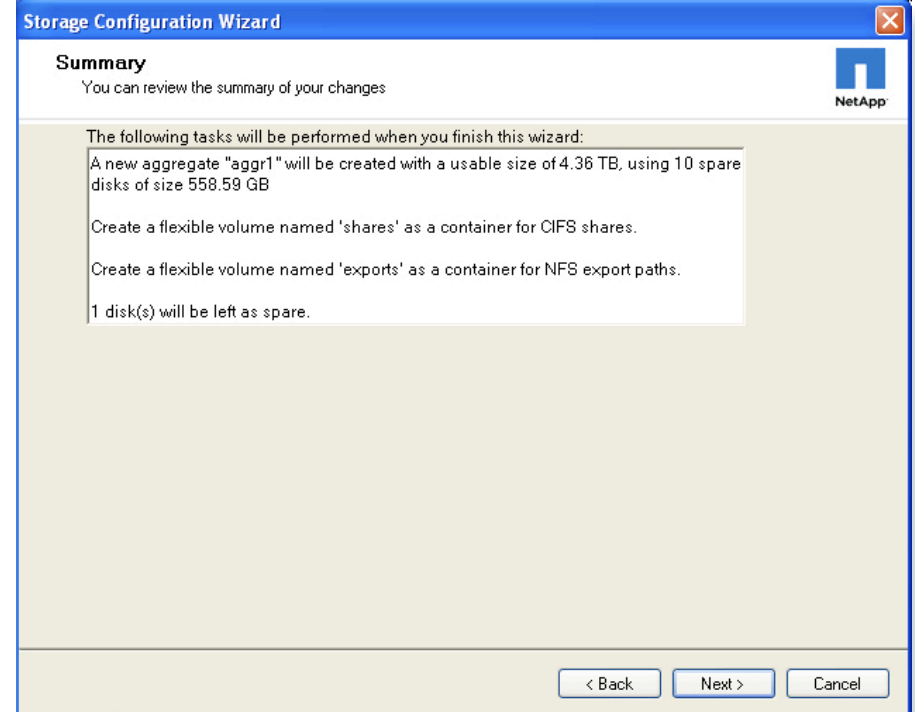 Storage Configuration Wizard
Summary
You can review the summary of your changes
NetApp
The following tasks will be performed when you finish this wizard:
A new aggregate "aggr1" will be created with a usable size of 4.36 TB, using 10 spare
disks of size 558.59 GB
Create a flexible volume named 'shares' as a container for CIFS shares.
Create a flexible volume named 'exports' as a container for NFS export paths.
1 disk(s) will be left as spare.
< Back
Next >
Cancel